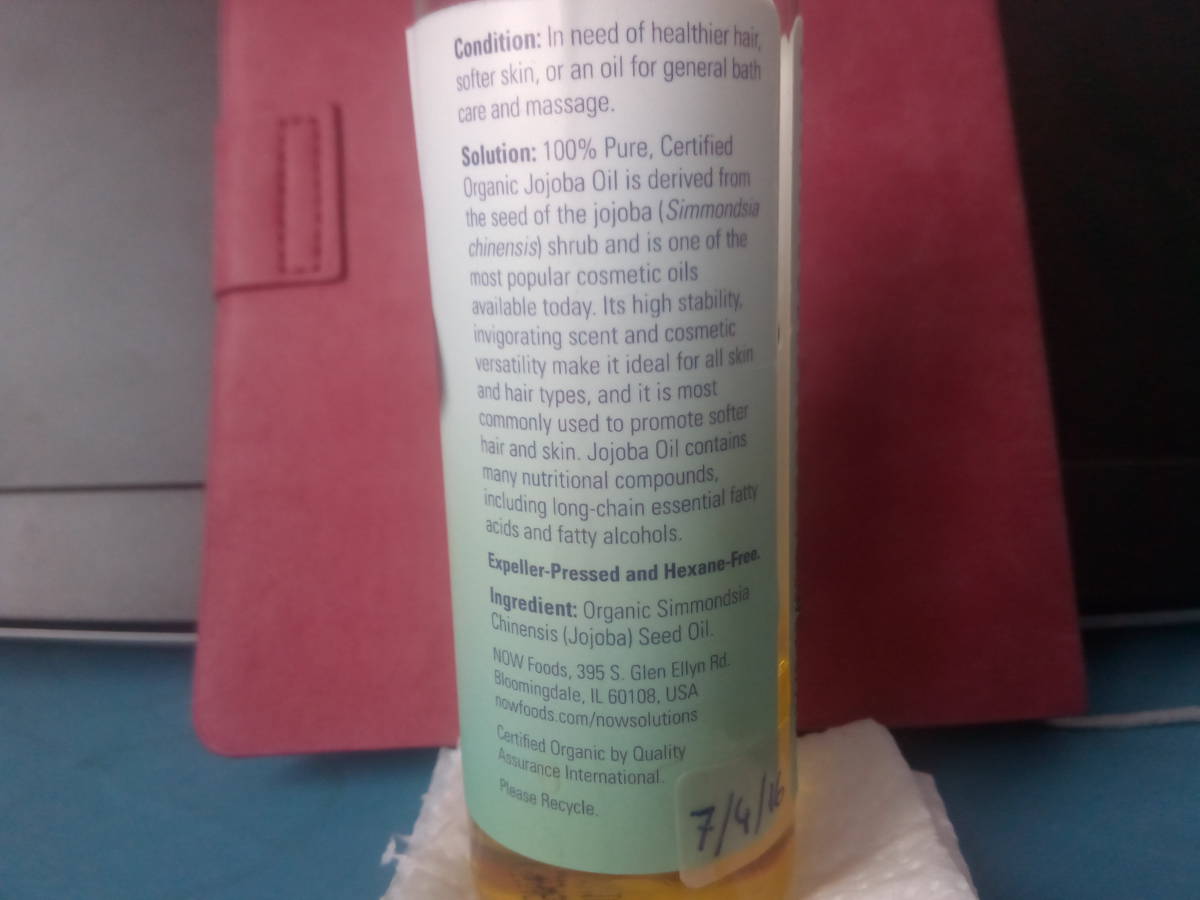 Condition: In need of healthier hair,
softer skin, or an oil for general bath
care and massage.
Solution: 100% Pure, Certified
Organic Jojoba Oil is derived from
the seed of the jojoba (Simmondsia
chinensis) shrub and is one of the
most popular cosmetic oils
available today. Its high stability,
invigorating scent and cosmetic
versatility make it ideal for all skin
and hair types, and it is most
commonly used to promote softer
hair and skin. Jojoba Oil contains
many nutritional compounds,
including long-chain essential fatty
acids and fatty alcohols.
Expeller-Pressed and Hexane-Free.
Ingredient: Organic Simmondsia
Chinensis (Jojoba) Seed Oil.
NOW Foods, 395 S. Glen Ellyn Rd.
Bloomingdale, IL 60108, USA
nowfoods.com/nowsolutions
Certified Organic by Quality
Assurance International.
Please Recycle.
7/4/16